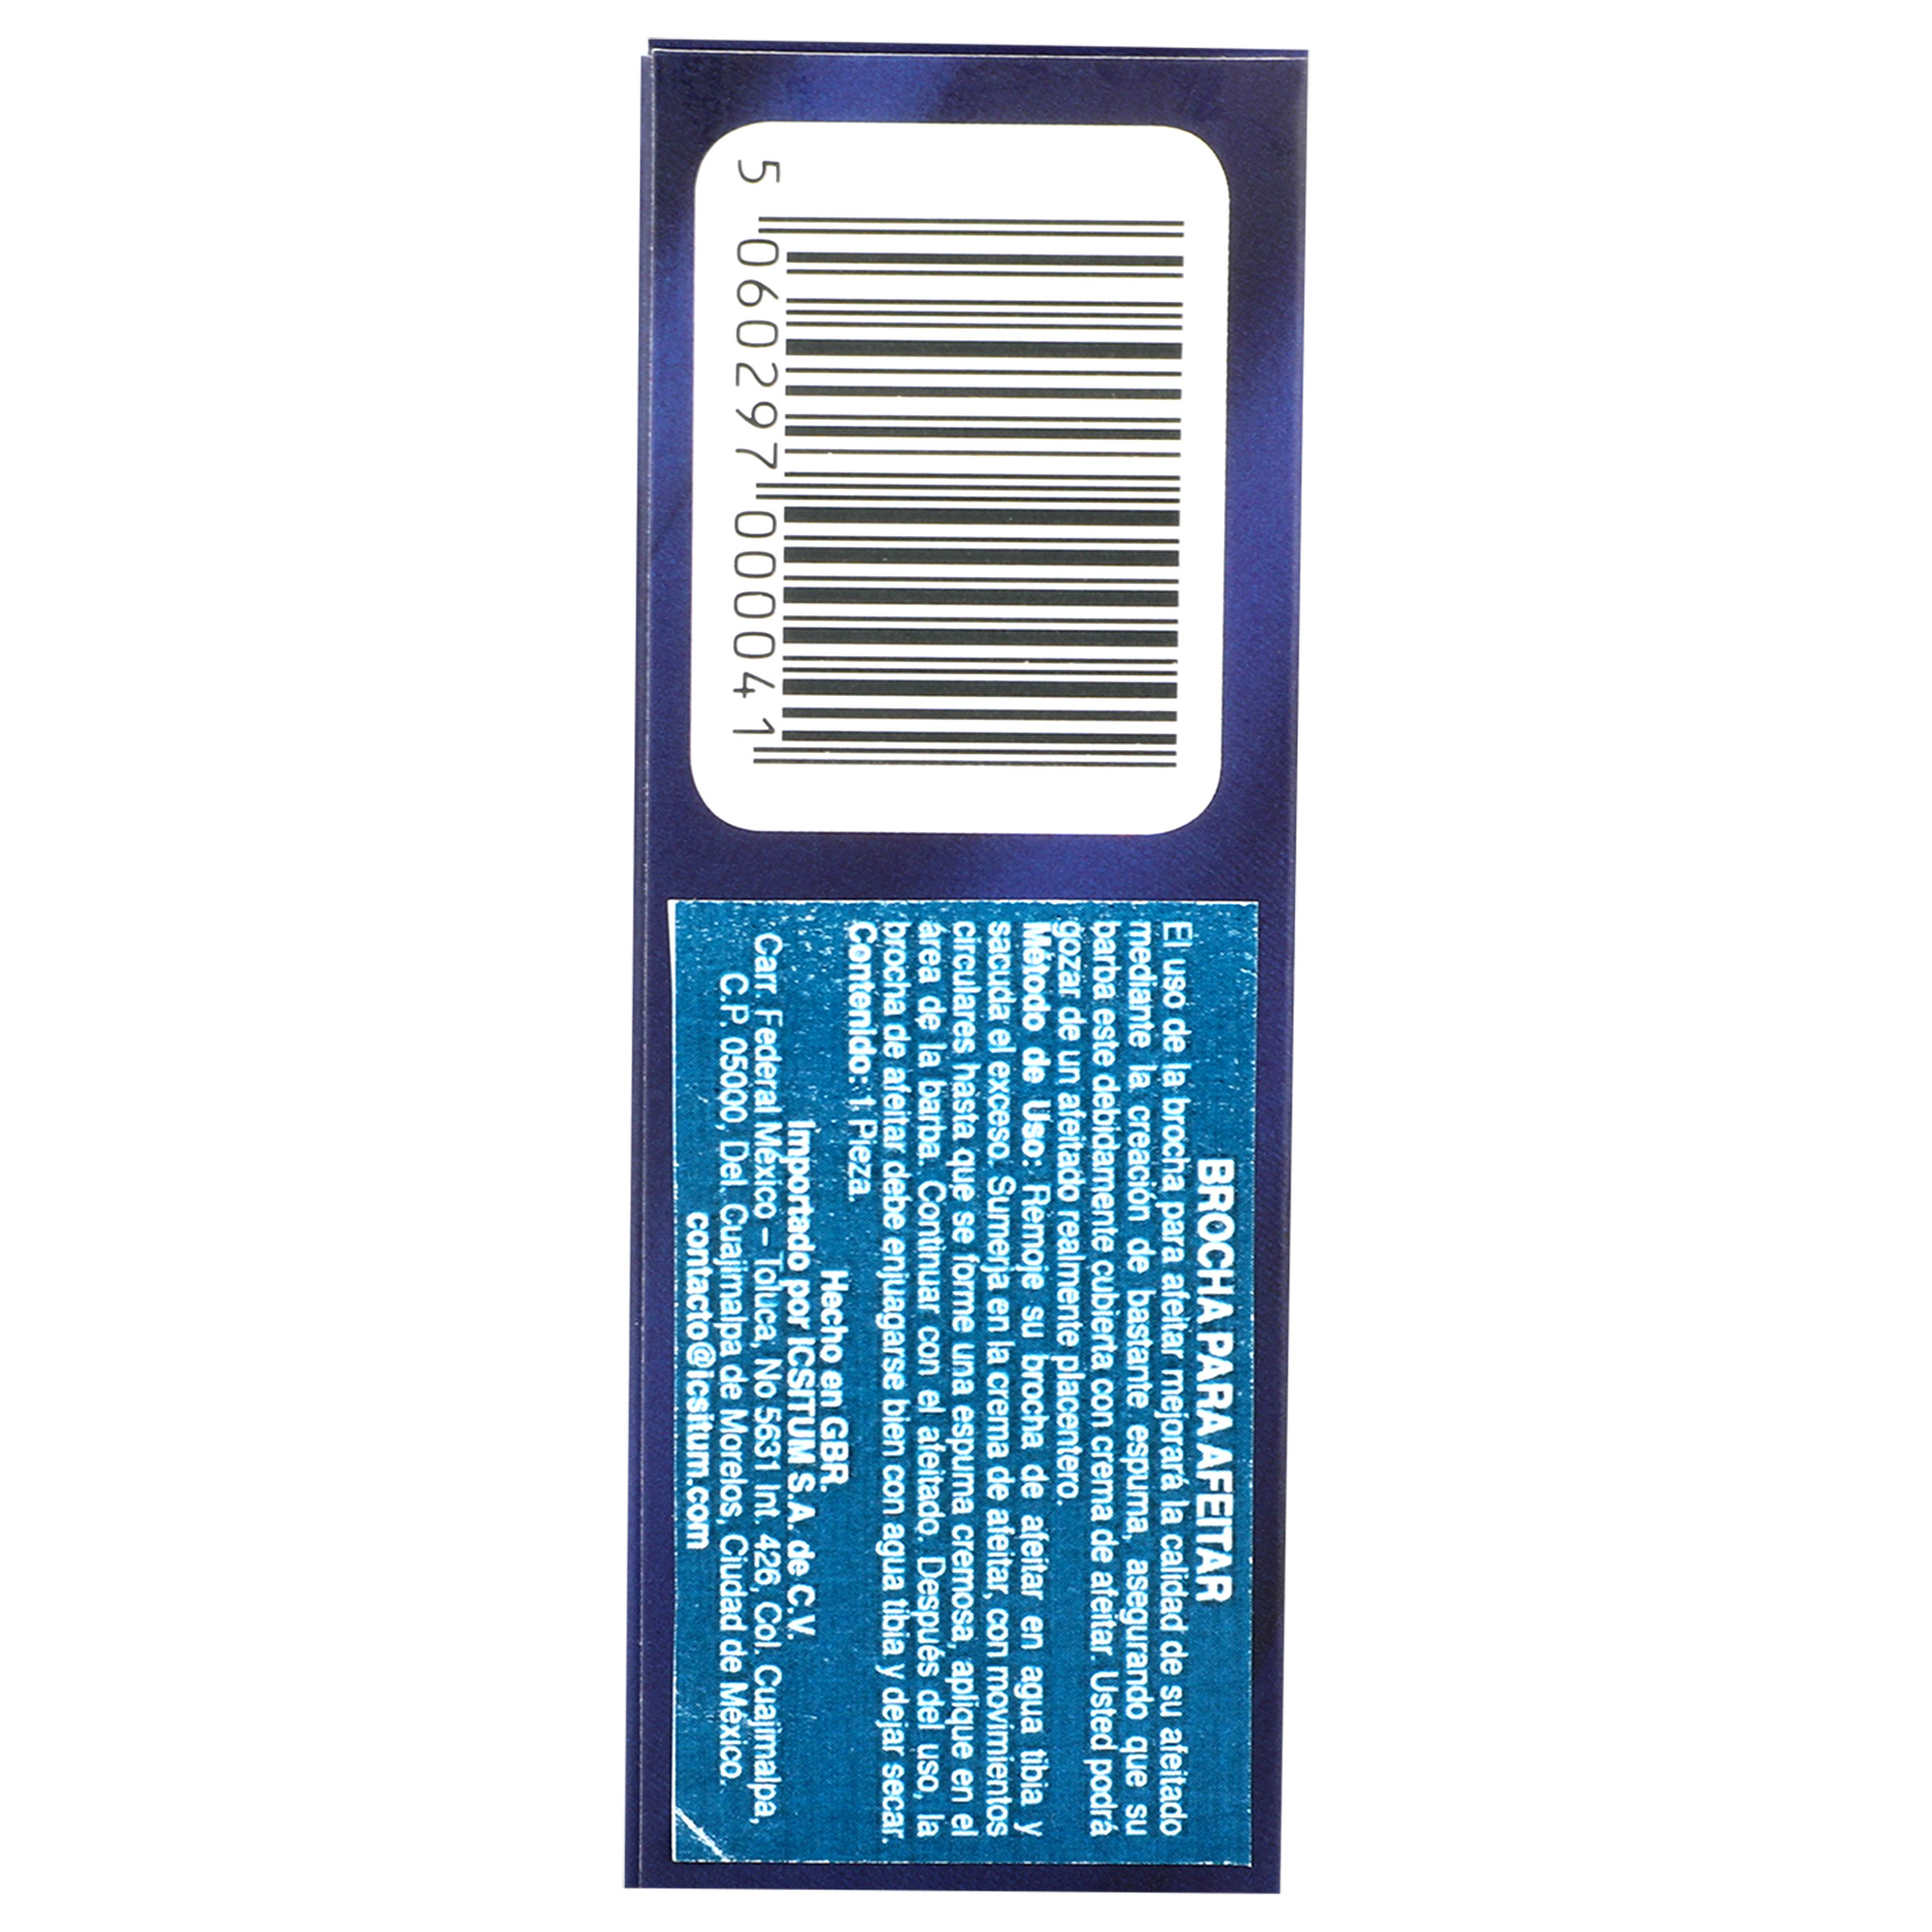 5 060297 000041
BROCHA PARA AFEITAR
El uso de la brocha para afeitar mejorará la calidad de su afeitado
mediante la creación de bastante espuma, asegurando que su
barba este debidamente cubierta con crema de afeitar. Usted podrá
gozar de un afeitado realmente placentero.
Método de Uso: Remoje su brocha de afeitar en agua tibia y
sacuda el exceso. Sumerja en la crema de afeitar, con movimientos
circulares hasta que se forme una espuma cremosa, aplique en el
área de la barba. Continuar con el afeitado. Después del uso, la
brocha de afeitar debe enjuagarse bien con agua tibia y dejar secar.
Contenido: 1 Pieza.
Hecho en GBR.
Importado por ICSITUM S.A. de C.V.
Carr. Federal México – Toluca, No 5631 Int. 426, Col. Cuajimalpa,
C.P. 05000, Del. Cuajimalpa de Morelos, Ciudad de México.
contacto@icsitum.com